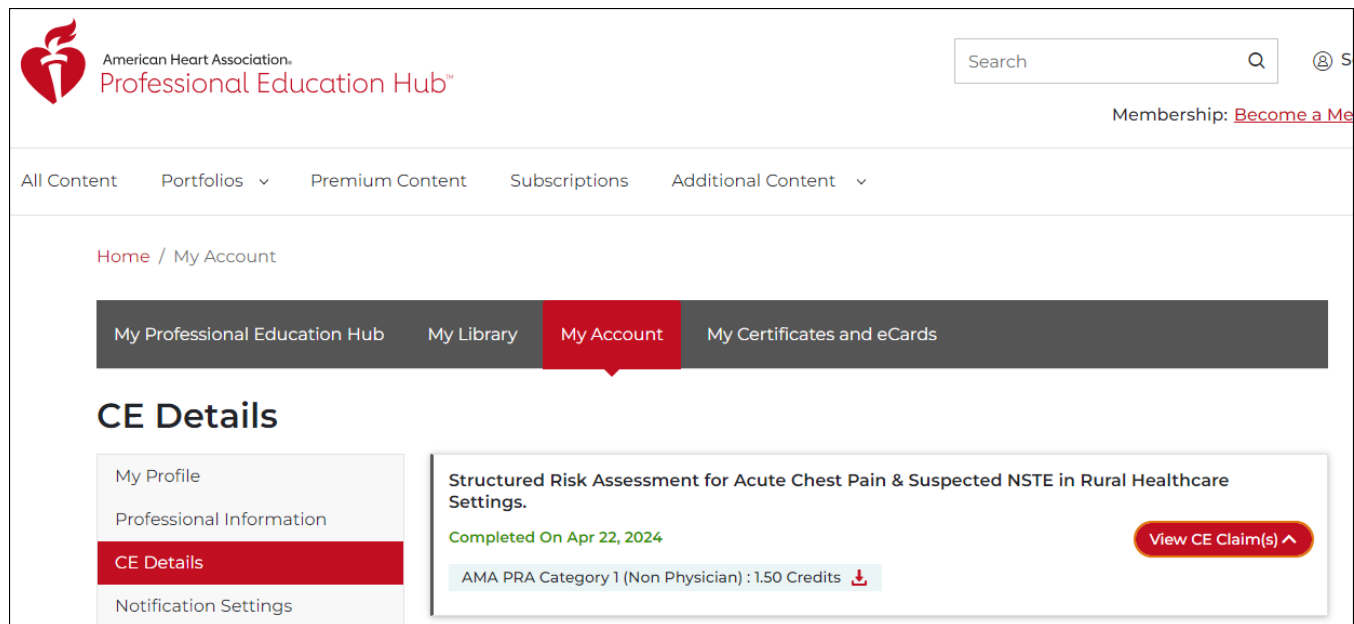 American Heart Association®
Professional Education Hub™
Search
Membership: Become a Me
All Content Portfolios Premium Content Subscriptions Additional Content
Home / My Account
My Professional Education Hub My Library My Account My Certificates and eCards
CE Details
My Profile
Professional Information
CE Details
Notification Settings
Structured Risk Assessment for Acute Chest Pain & Suspected NSTE in Rural Healthcare
Settings.
Completed On Apr 22, 2024
View CE Claim(s)
AMA PRA Category 1 (Non Physician) : 1.50 Credits